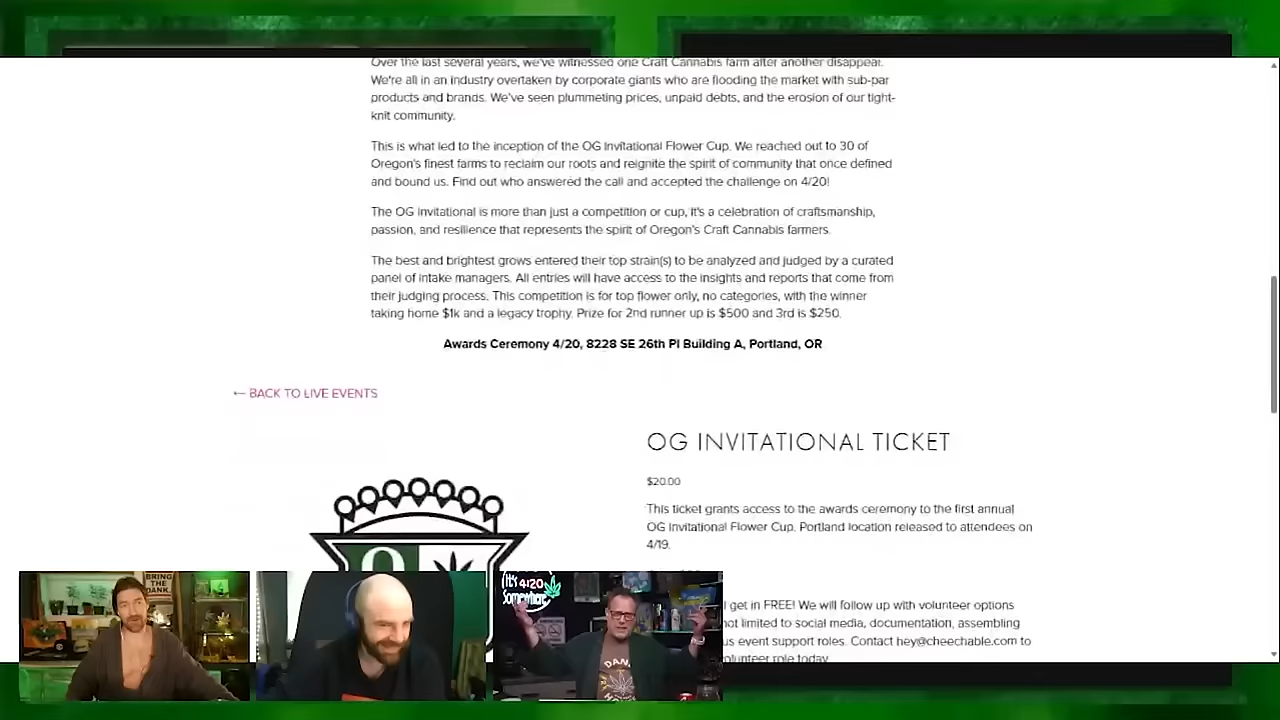 Over the last several years, we've witnessed one Craft Cannabis farm after another disappear.
We're all in an industry overtaken by corporate giants who are flooding the market with sub-par
products and brands. We've seen plummeting prices, unpaid debts, and the erosion of our tight-
knit community.
This is what led to the inception of the OG Invitational Flower Cup. We reached out to 30 of
Oregon's finest farms to reclaim our roots and reignite the spirit of community that once defined
and bound us. Find out who answered the call and accepted the challenge on 4/20!
The OG Invitational is more than just a competition or cup, it's a celebration of craftsmanship,
passion, and resilience that represents the spirit of Oregon's Craft Cannabis farmers.
The best and brightest grows entered their top strain(s) to be analyzed and judged by a curated
panel of intake managers. All entries will have access to the insights and reports that come from
their judging process. This competition is for top flower only, no categories, with the winner
taking home $1k and a legacy trophy. Prize for 2nd runner up is $500 and 3rd is $250.
Awards Ceremony 4/20, 8228 SE 26th Pl Building A, Portland, OR
← BACK TO LIVE EVENTS
OG INVITATIONAL TICKET
$20.00
This ticket grants access to the awards ceremony to the first annual
OG Invitational Flower Cup. Portland location released to attendees on
4/19.
get in FREE! We will follow up with volunteer options
not limited to social media, documentation, assembling
us event support roles. Contact hey@cheechable.com to
volunteer role today
O
BRING
THE
DANK
It's 4:20
Somewhere
DANK